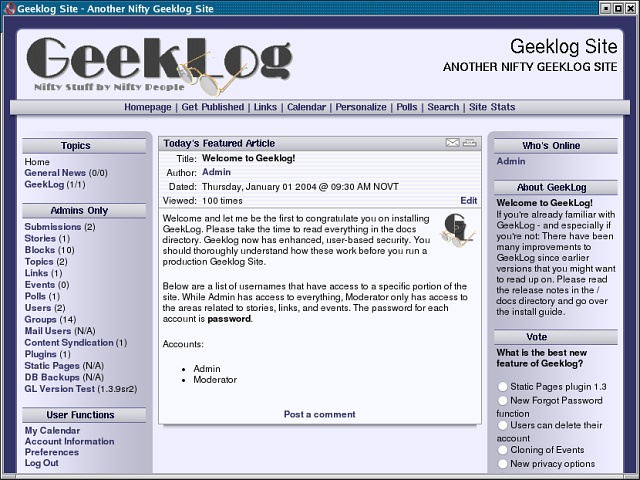 Geeklog Site - Another Nifty Geeklog Site
GeekLog
Nifty Stuff by Nifty People
Geeklog Site
ANOTHER NIFTY GEEKLOG SITE
Homepage | Get Published | Links | Calendar | Personalize | Polls | Search | Site Stats
Topics
Home
General News (0/0)
GeekLog (1/1)
Admins Only
Submissions (2)
Stories (1)
Blocks (10)
Topics (2)
Links (1)
Events (0)
Polls (1)
Users (2)
Groups (14)
Mail Users (N/A)
Content Syndication (1)
Plugins (1)
Static Pages (N/A)
DB Backups (N/A)
GL Version Test (1.3.9sr2)
User Functions
My Calendar
Account Information
Preferences
Log Out
Today's Featured Article
Title: Welcome to Geeklog!
Author: Admin
Dated: Thursday, January 01 2004 @ 09:30 AM NOVT
Viewed: 100 times Edit
Welcome and let me be the first to congratulate you on installing
GeekLog. Please take the time to read everything in the docs
directory. Geeklog now has enhanced, user-based security. You
should thoroughly understand how these work before you run a
production Geeklog Site.
Below are a list of usernames that have access to a specific portion of the
site. While Admin has access to everything, Moderator only has access to
the areas related to stories, links, and events. The password for each
account is password.
Accounts:
• Admin
• Moderator
Post a comment
Who's Online
Admin
About GeekLog
Welcome to GeekLog!
If you're already familiar with
GeekLog - and especially if
you're not: There have been
many improvements to
GeekLog since earlier
versions that you might want
to read up on. Please read
the release notes in the /
docs directory and go over
the install guide.
Vote
What is the best new
feature of Geeklog?
Static Pages plugin 1.3
New Forgot Password
function
Users can delete their
account
Cloning of Events
New privacy options